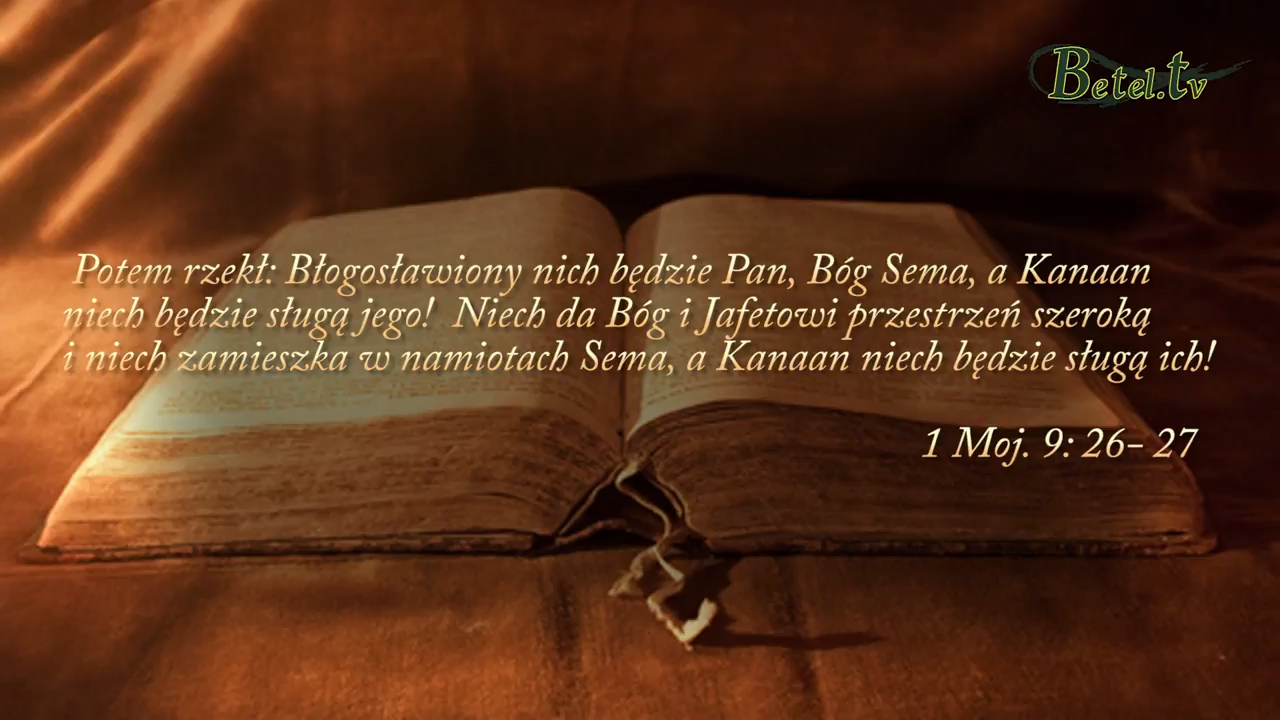 Betel.tv
Potem rzekł: Błogosławiony nich będzie Pan, Bóg Sema, a Kanaan
niech będzie sługą jego! Niech da Bóg i Jafetowi przestrzeń szeroką
i niech zamieszka w namiotach Sema, a Kanaan niech będzie sługą ich!
1 Moj. 9: 26- 27